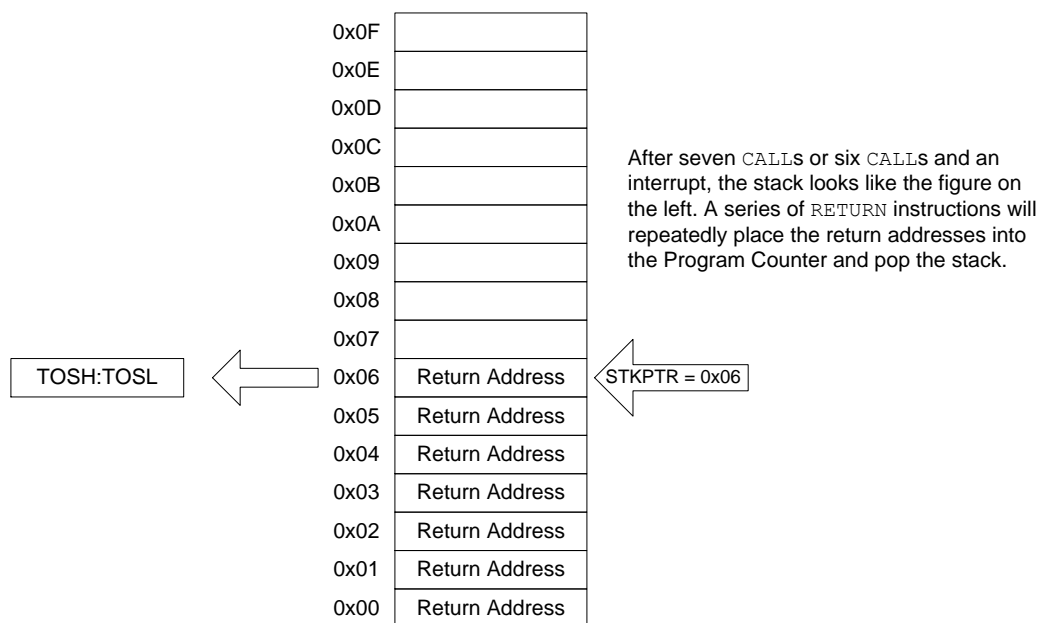 0x0F
0x0E
0x0D
0x0C
0x0B
0x0A
0x09
0x08
0x07
TOSH:TOSL
0x06 Return Address
STKPTR = 0x06
0x05 Return Address
0x04 Return Address
0x03 Return Address
0x02 Return Address
0x01 Return Address
0x00 Return Address
After seven CALLs or six CALLs and an
interrupt, the stack looks like the figure on
the left. A series of RETURN instructions will
repeatedly place the return addresses into
the Program Counter and pop the stack.